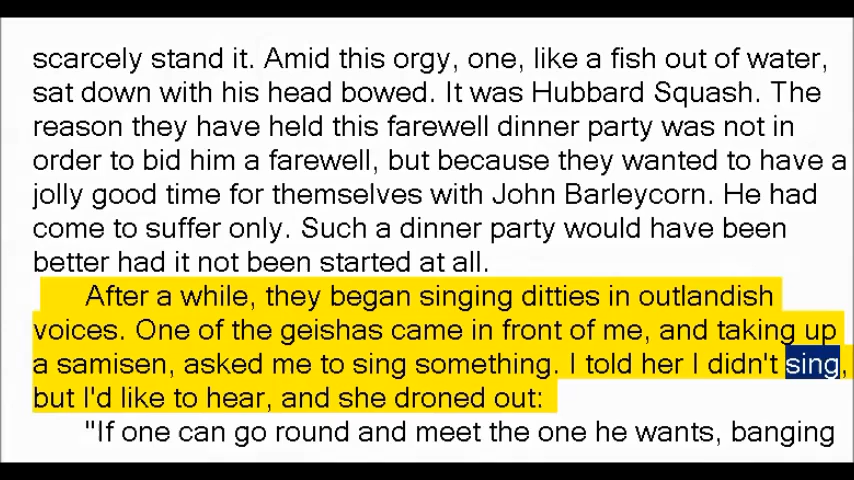 scarcely stand it. Amid this orgy, one, like a fish out of water,
sat down with his head bowed. It was Hubbard Squash. The
reason they have held this farewell dinner party was not in
order to bid him a farewell, but because they wanted to have a
jolly good time for themselves with John Barleycorn. He had
come to suffer only. Such a dinner party would have been
better had it not been started at all.
After a while, they began singing ditties in outlandish
voices. One of the geishas came in front of me, and taking up
a samisen, asked me to sing something. I told her I didn't sing,
but I'd like to hear, and she droned out:
"If one can go round and meet the one he wants, banging